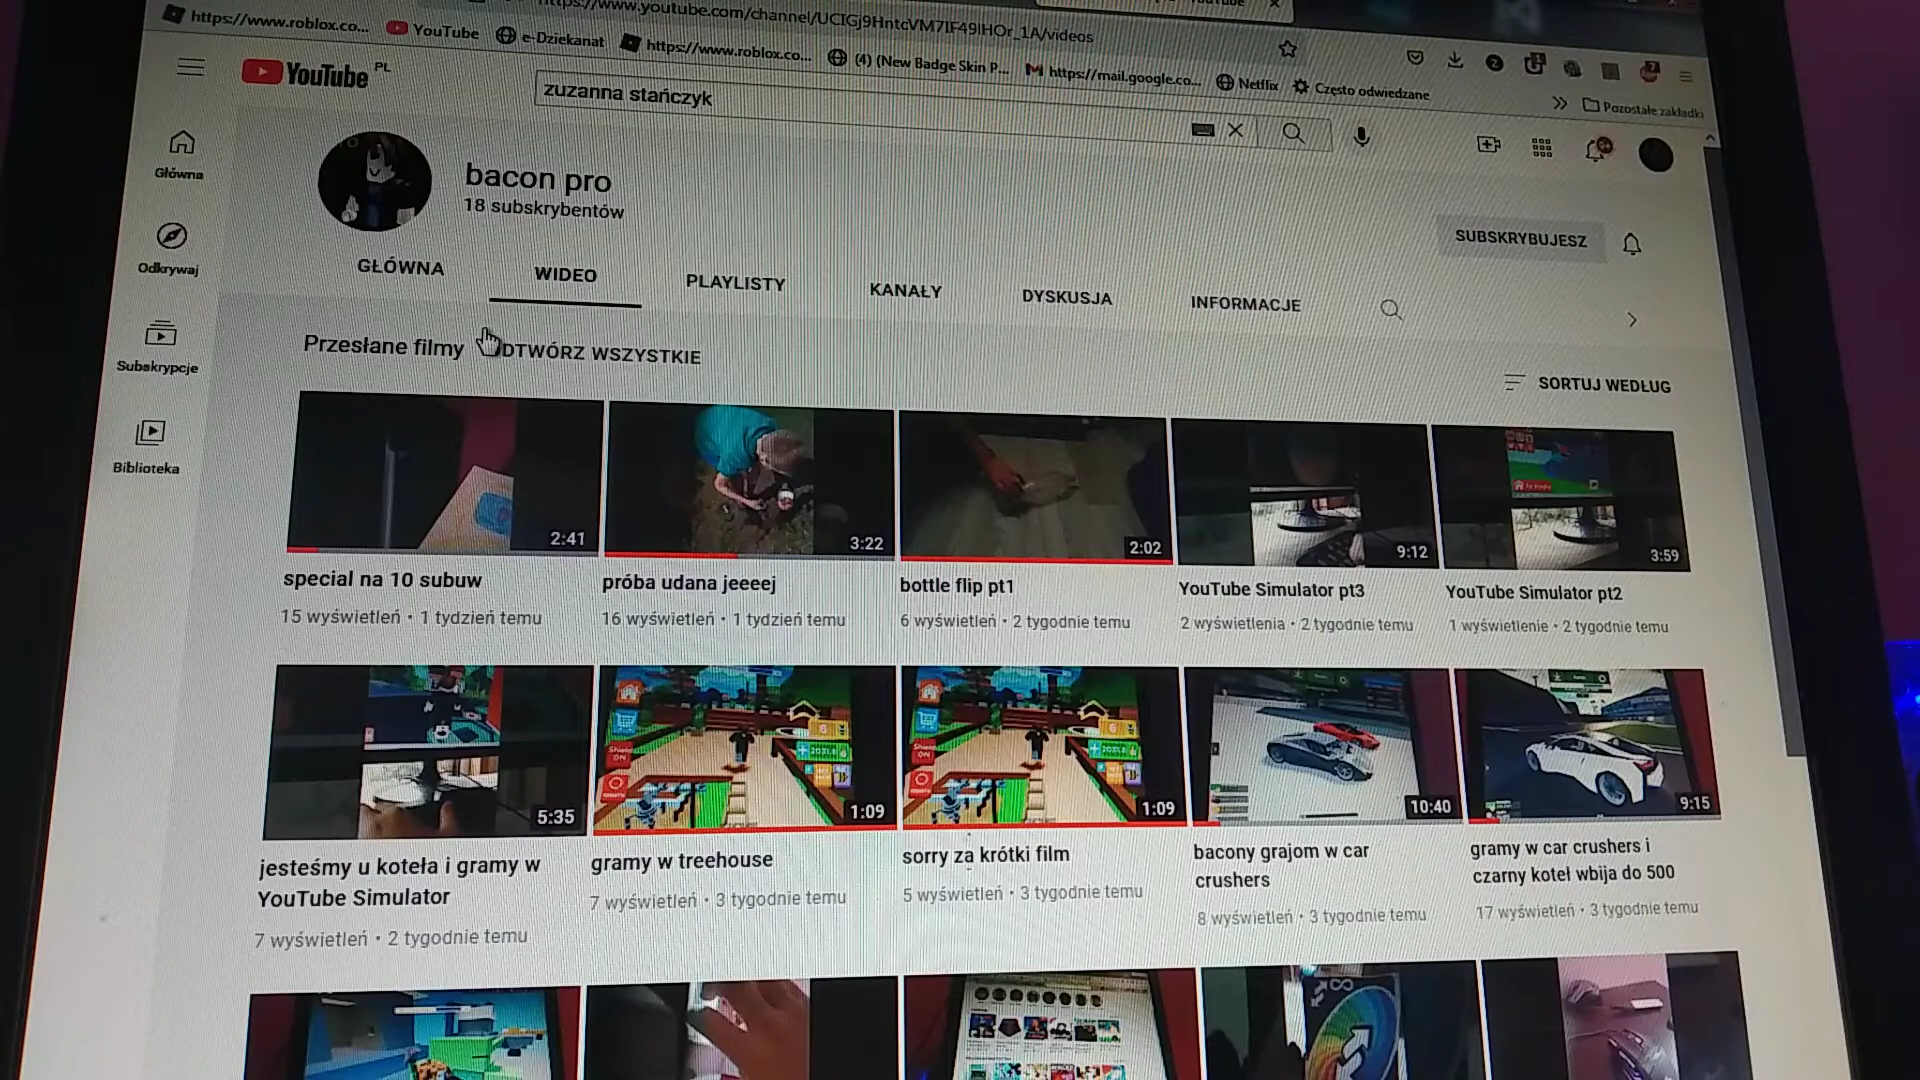 https://www.youtube.com/channel/UCIGj9HntcVM7IF49lHOr_1A/videos
https://www.roblox.co...
YouTube
e-Dziekanat
https://www.roblox.co...
(4) (New Badge Skin P...
https://mail.google.co...
Netflix
Często odwiedzane
Pozostałe zakładki
YouTube PL
zuzanna stańczyk
Główna
Odkrywaj
Subskrypcje
Biblioteka
bacon pro
18 subskrybentów
SUBSKRYBUJESZ
GŁÓWNA
WIDEO
PLAYLISTY
KANAŁY
DYSKUSJA
INFORMACJE
Przesłane filmy
DTWÓRZ WSZYSTKIE
SORTUJ WEDŁUG
2:41
3:22
2:02
9:12
3:59
special na 10 subuw
próba udana jeeeej
bottle flip pt1
YouTube Simulator pt3
YouTube Simulator pt2
15 wyświetleń • 1 tydzień temu
16 wyświetleń • 1 tydzień temu
6 wyświetleń • 2 tygodnie temu
2 wyświetlenia • 2 tygodnie temu
1 wyświetlenie • 2 tygodnie temu
5:35
1:09
1:09
10:40
9:15
jesteśmy u koteła i gramy w
YouTube Simulator
7 wyświetleń • 2 tygodnie temu
gramy w treehouse
7 wyświetleń • 3 tygodnie temu
sorry za krótki film
5 wyświetleń • 3 tygodnie temu
bacony grajom w car
crushers
8 wyświetleń • 3 tygodnie temu
gramy w car crushers i
czarny koteł wbija do 500
17 wyświetleń • 3 tygodnie temu